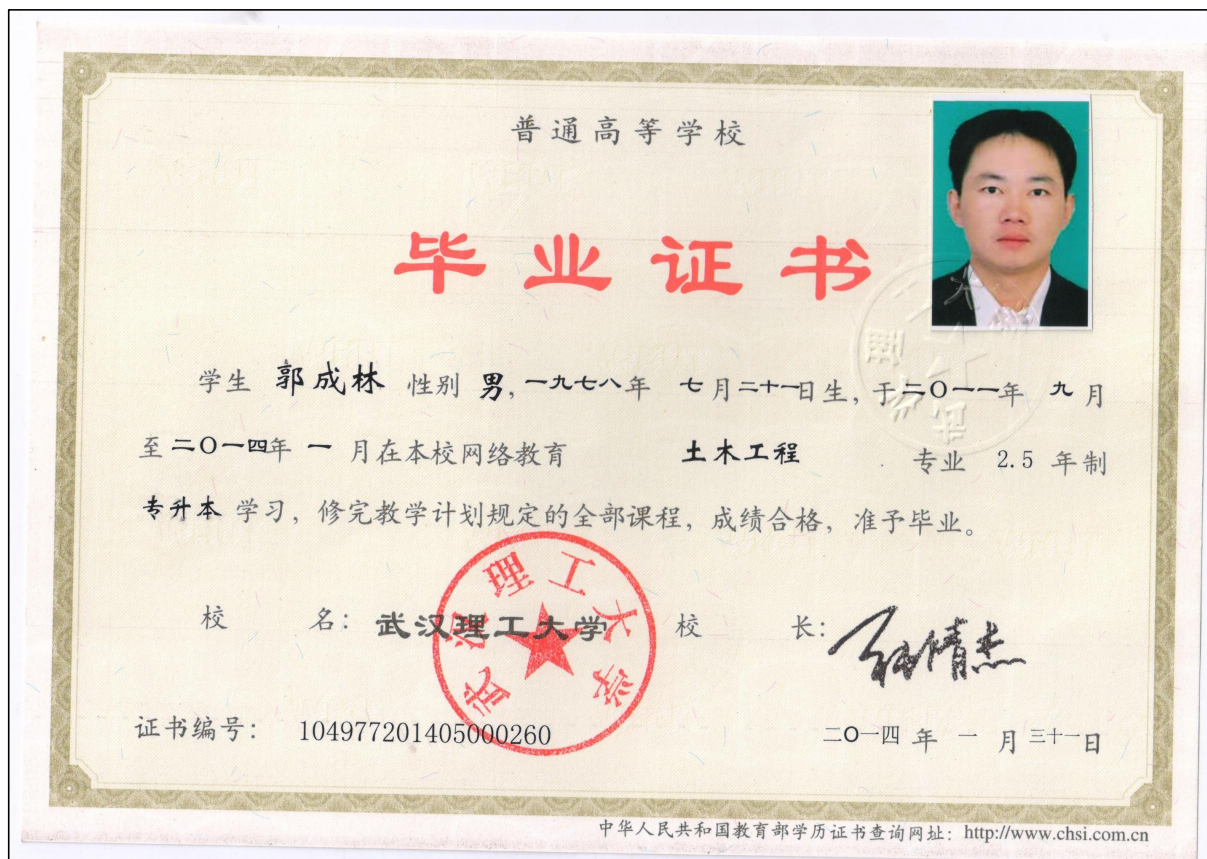 普通高等学校
毕业证书
学生 郭成林 性别 男，一九七八年 七月二十一日生，于二〇一一年 九月
至二〇一四年 一 月在本校网络教育 土木工程 专业 2.5 年制
专升本 学习，修完教学计划规定的全部课程，成绩合格，准予毕业。
校 名：武汉理工大学 校 长：
武汉理工大学
证书编号： 104977201405000260 二〇一四 年 一 月 三十一日
中华人民共和国教育部学历证书查询网址：http://www.chsi.com.cn